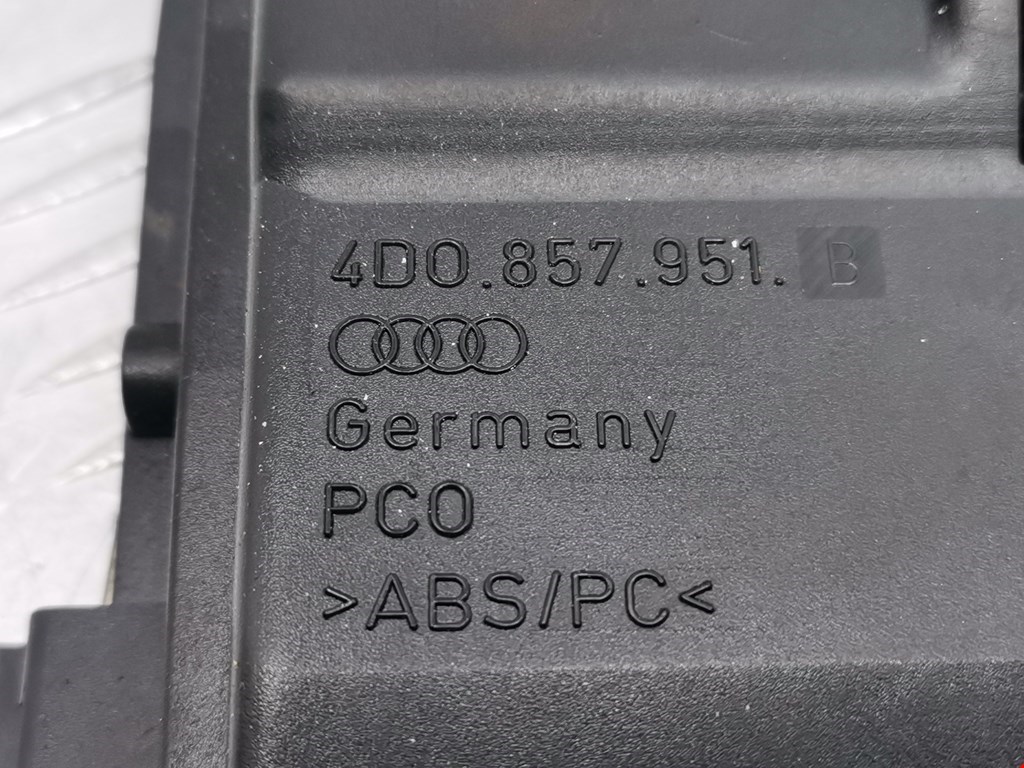 4D0.857.951. B
Germany
PCO
>ABS/PC<